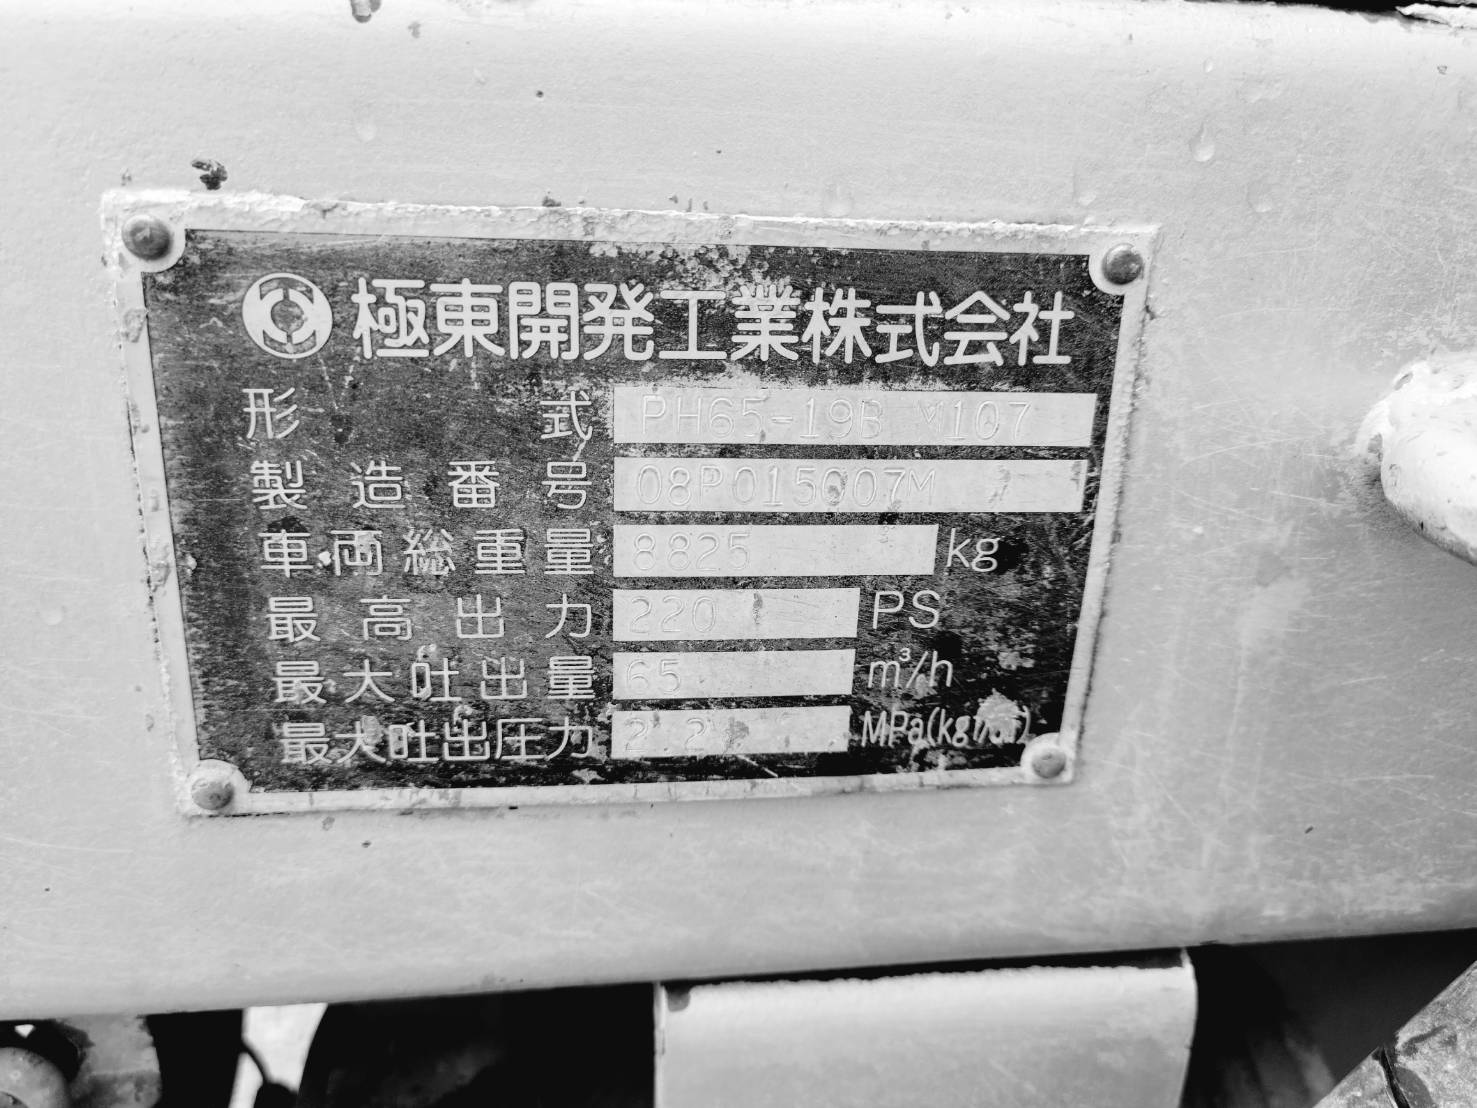 極東開発工業株式会社
形式 PH65-19B M107
製造番号 08P015007M
車両総重量 8825 kg
最高出力 220 PS
最大吐出量 65 m³/h
最大吐出圧力 2.2 MPa